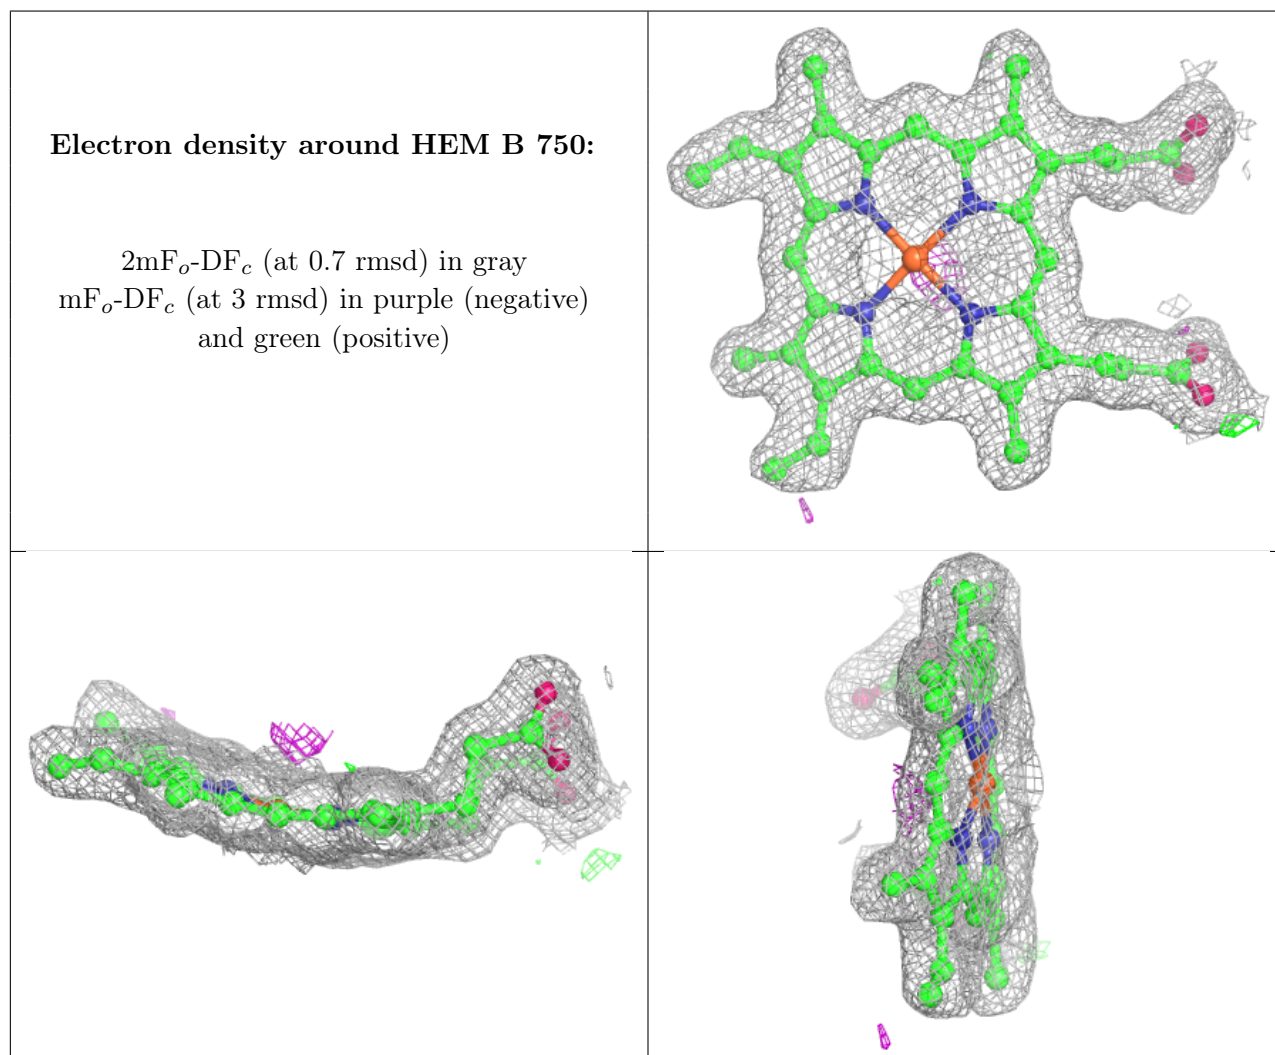 Electron density around HEM B 750:
2mFo-DFc (at 0.7 rmsd) in gray
mFo-DFc (at 3 rmsd) in purple (negative)
and green (positive)